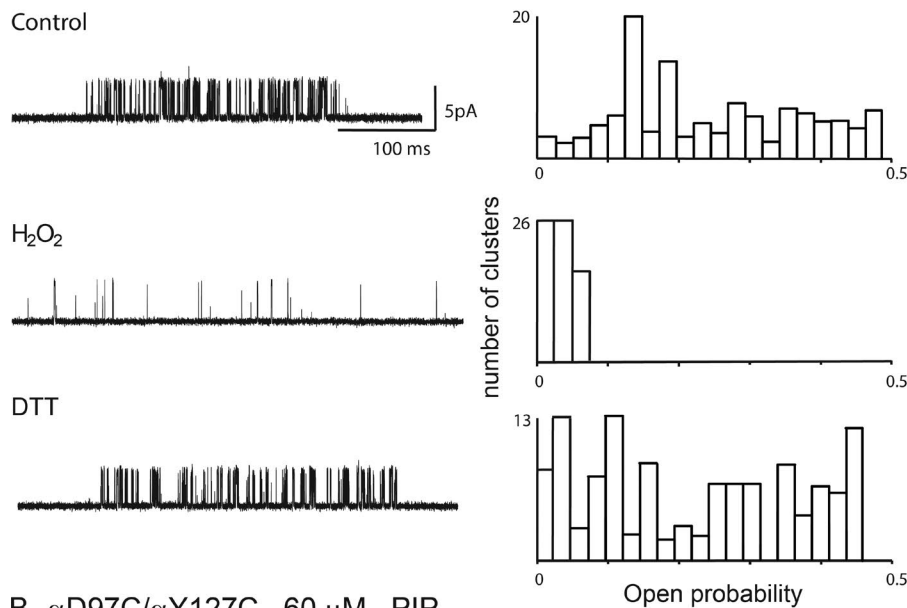 Control
20
5pA
100 ms
0
0.5
H₂O₂
26
number of clusters
0
0.5
DTT
13
0
0.5
Open probability